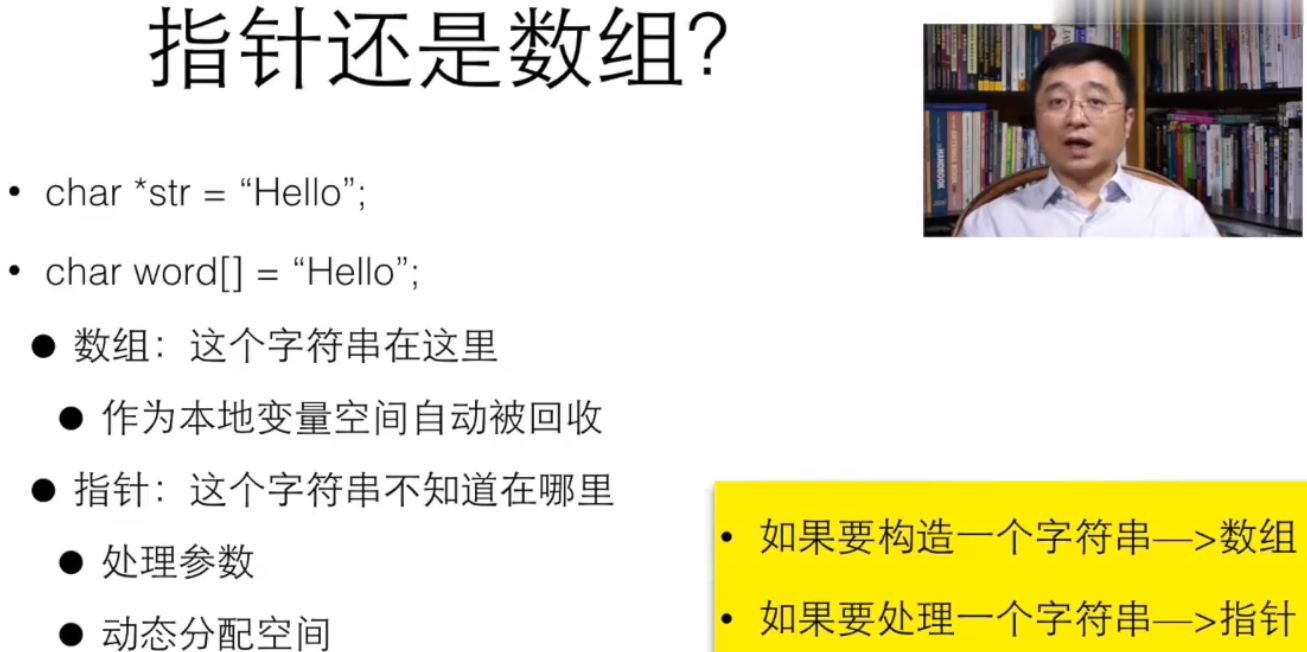 指针还是数组?
• char *str = “Hello”;
• char word[] = “Hello”;
● 数组：这个字符串在这里
● 作为本地变量空间自动被回收
● 指针：这个字符串不知道在哪里
● 处理参数
● 动态分配空间
• 如果要构造一个字符串—>数组
• 如果要处理一个字符串—>指针
HANDBOOK